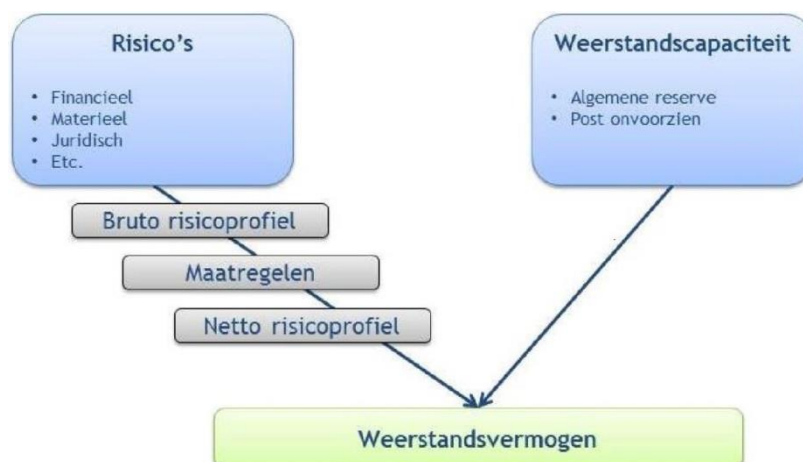 Risico's
• Financieel
• Materieel
• Juridisch
• Etc.
Weerstandscapaciteit
• Algemene reserve
• Post onvoorzien
Bruto risicoprofiel
Maatregelen
Netto risicoprofiel
Weerstandsvermogen